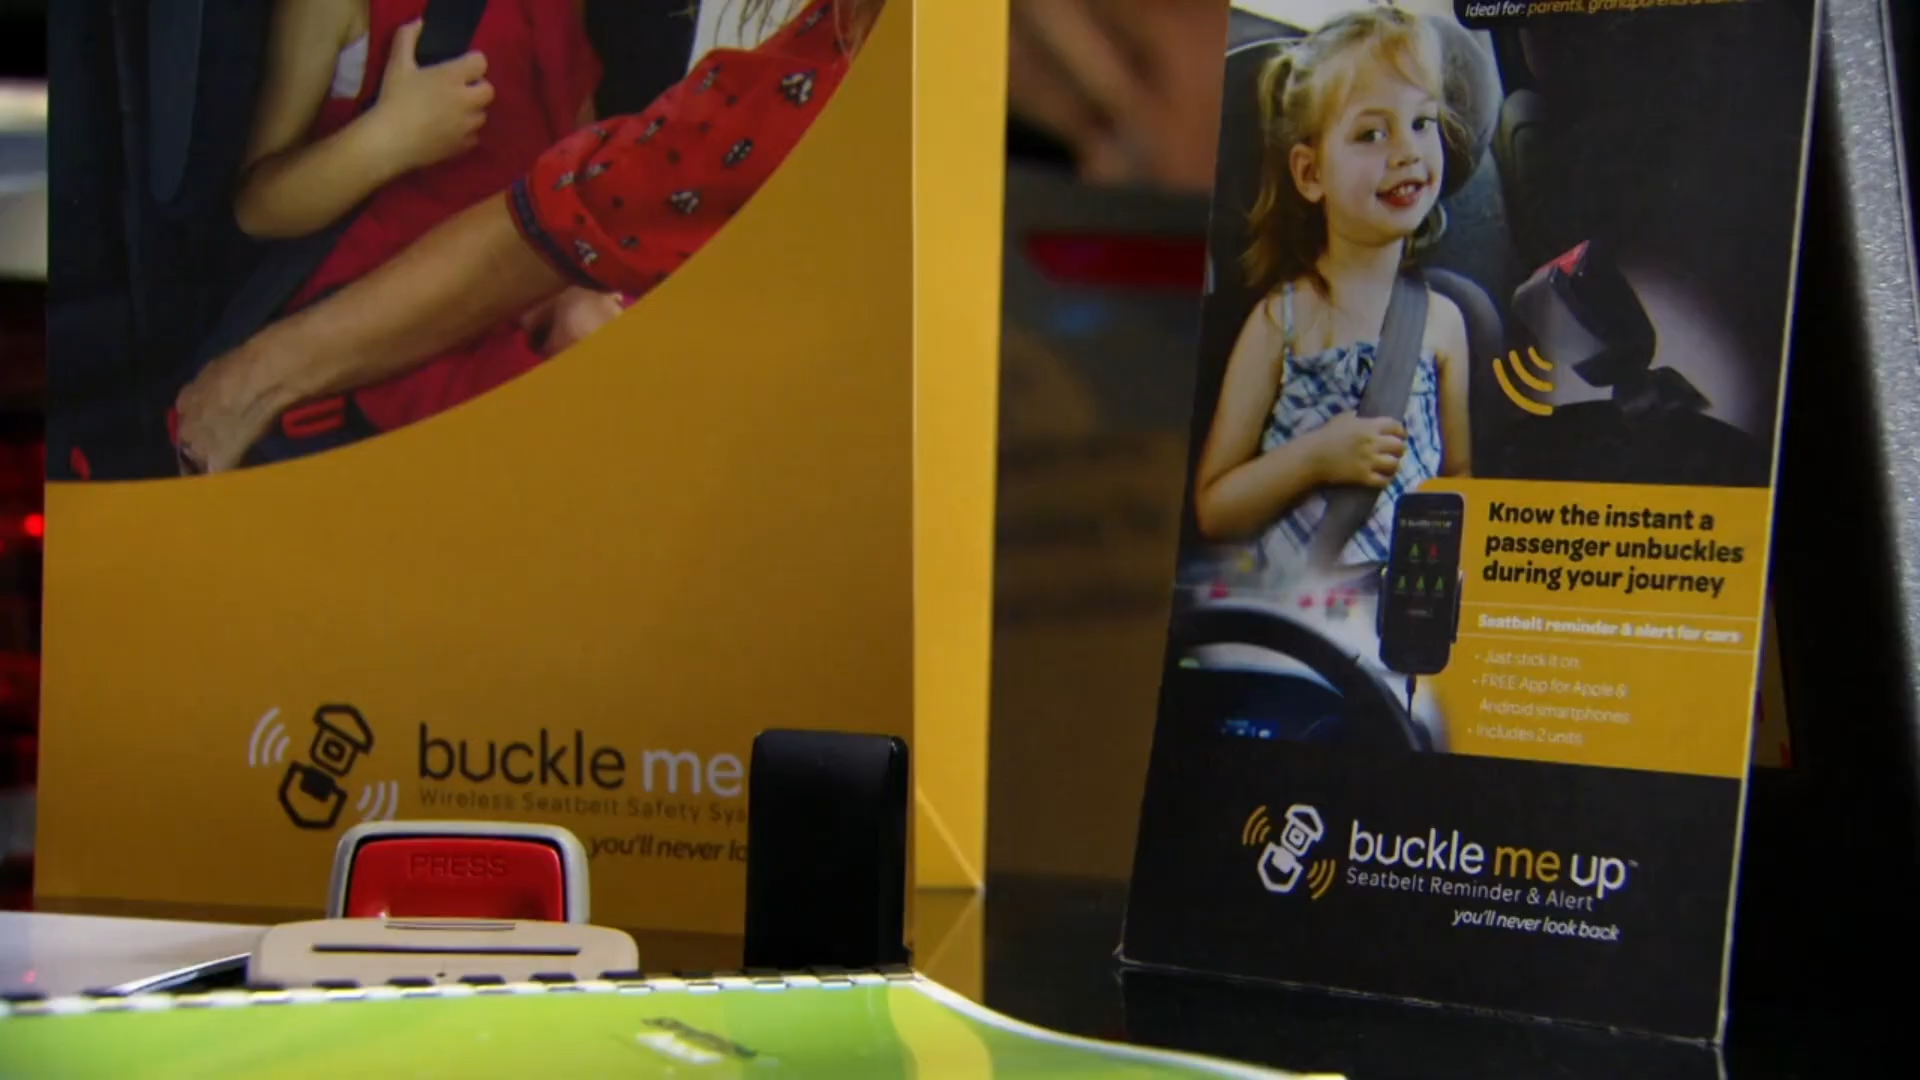 buckle me
Wireless Seatbelt Safety Sys
you'll never lo
PRESS
Ideal for: parents, grandparents
Know the instant a
passenger unbuckles
during your journey
Seatbelt reminder & alert for cars
• Just stick it on
• FREE App for Apple &
Android smartphones
• Includes 2 units
buckle me up™
Seatbelt Reminder & Alert
you'll never look back